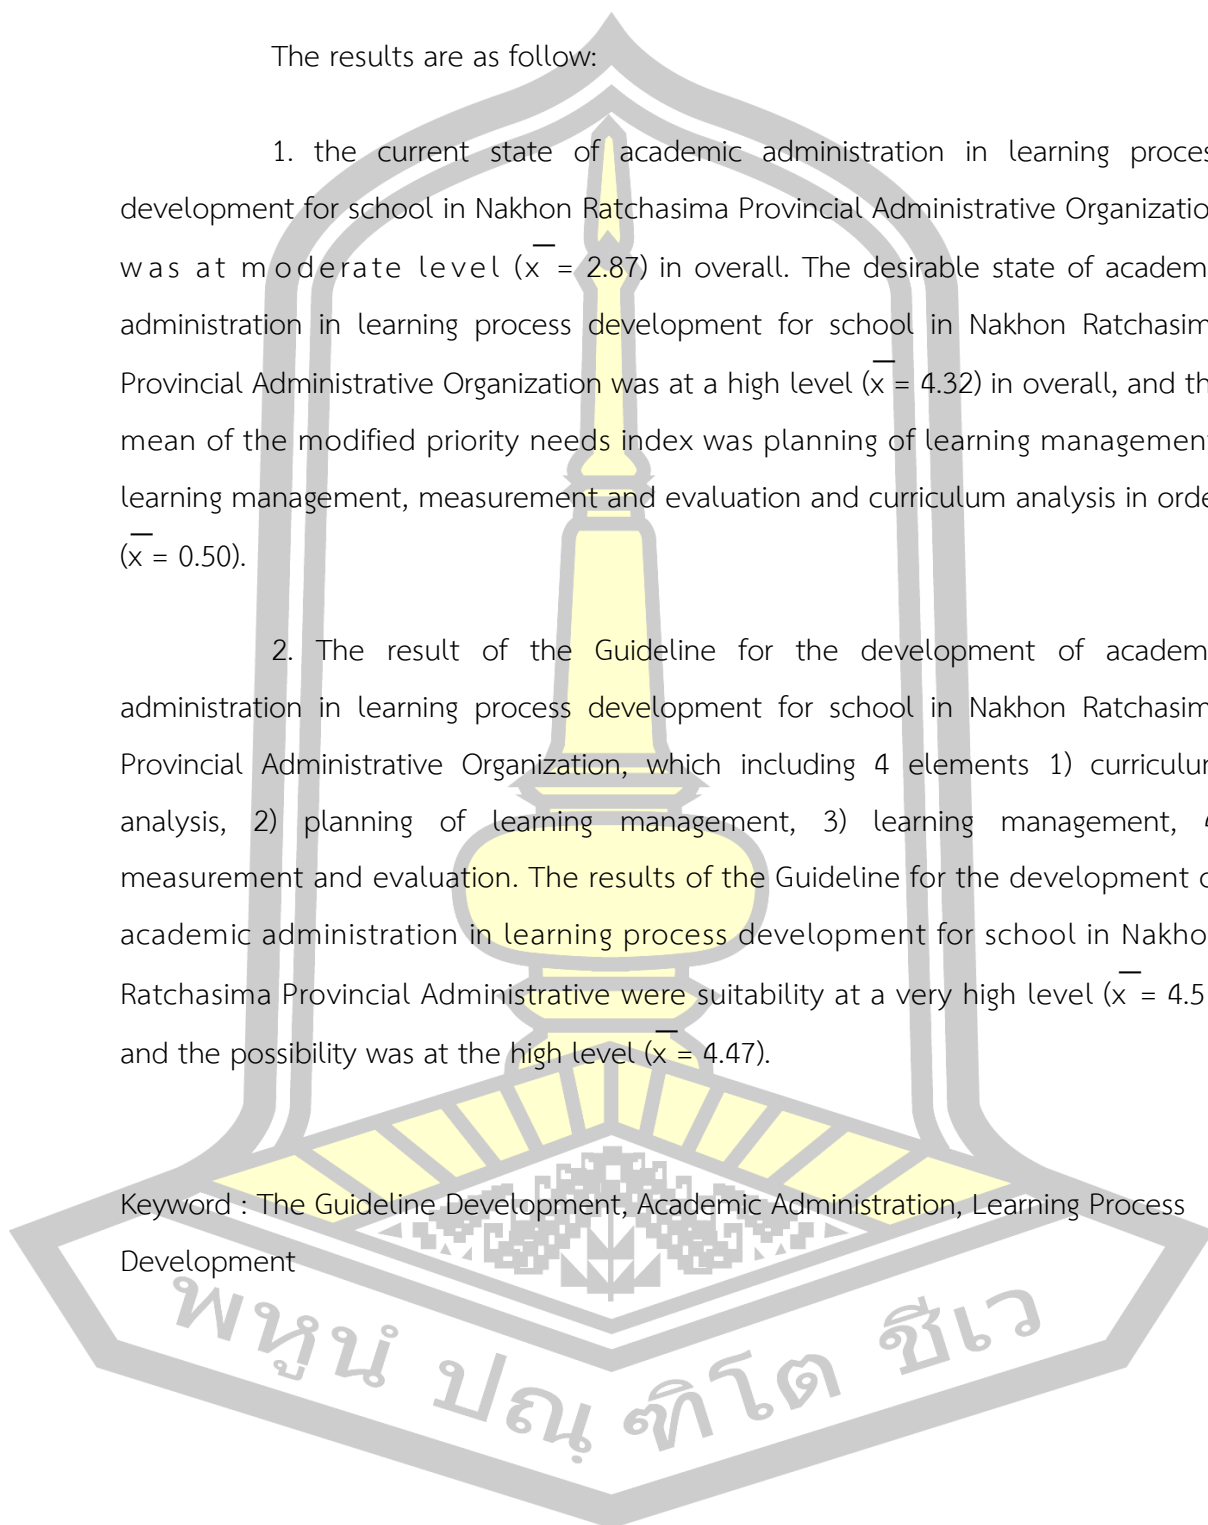 The results are as follow:
1. the current state of academic administration in learning proces
development for school in Nakhon Ratchasima Provincial Administrative Organizatio
was at moderate level (x̅ = 2.87) in overall. The desirable state of academ
administration in learning process development for school in Nakhon Ratchasim
Provincial Administrative Organization was at a high level (x̅ = 4.32) in overall, and th
mean of the modified priority needs index was planning of learning management
learning management, measurement and evaluation and curriculum analysis in orde
(x̅ = 0.50).
2. The result of the Guideline for the development of academ
administration in learning process development for school in Nakhon Ratchasim
Provincial Administrative Organization, which including 4 elements 1) curriculu
analysis, 2) planning of learning management, 3) learning management, 4
measurement and evaluation. The results of the Guideline for the development o
academic administration in learning process development for school in Nakho
Ratchasima Provincial Administrative were suitability at a very high level (x̅ = 4.5
and the possibility was at the high level (x̅ = 4.47).
Keyword : The Guideline Development, Academic Administration, Learning Process
Development
พหูนํ ปณฺฑิโต ชีเว